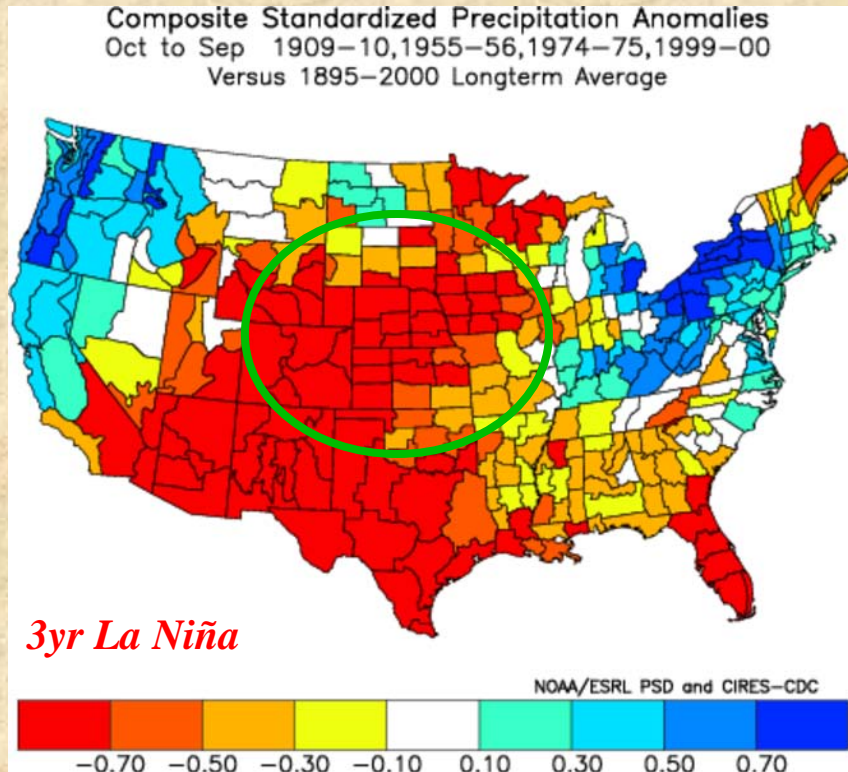 Composite Standardized Precipitation Anomalies
Oct to Sep 1909-10,1955-56,1974-75,1999-00
Versus 1895-2000 Longterm Average
3yr La Niña
NOAA/ESRL PSD and CIRES-CDC
-0.70 -0.50 -0.30 -0.10 0.10 0.30 0.50 0.70